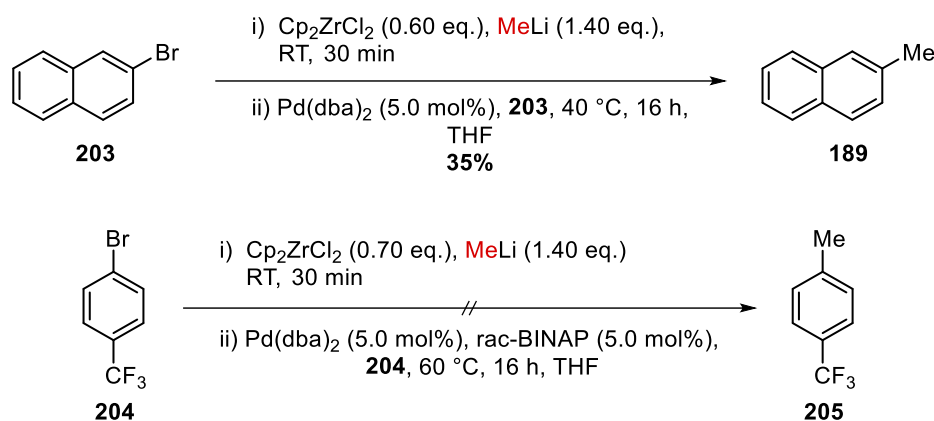 Br
203
i) Cp₂ZrCl₂ (0.60 eq.), MeLi (1.40 eq.),
RT, 30 min
ii) Pd(dba)₂ (5.0 mol%), 203, 40 °C, 16 h,
THF
35%
Me
189
Br
CF₃
204
i) Cp₂ZrCl₂ (0.70 eq.), MeLi (1.40 eq.)
RT, 30 min
ii) Pd(dba)₂ (5.0 mol%), rac-BINAP (5.0 mol%),
204, 60 °C, 16 h, THF
Me
CF₃
205